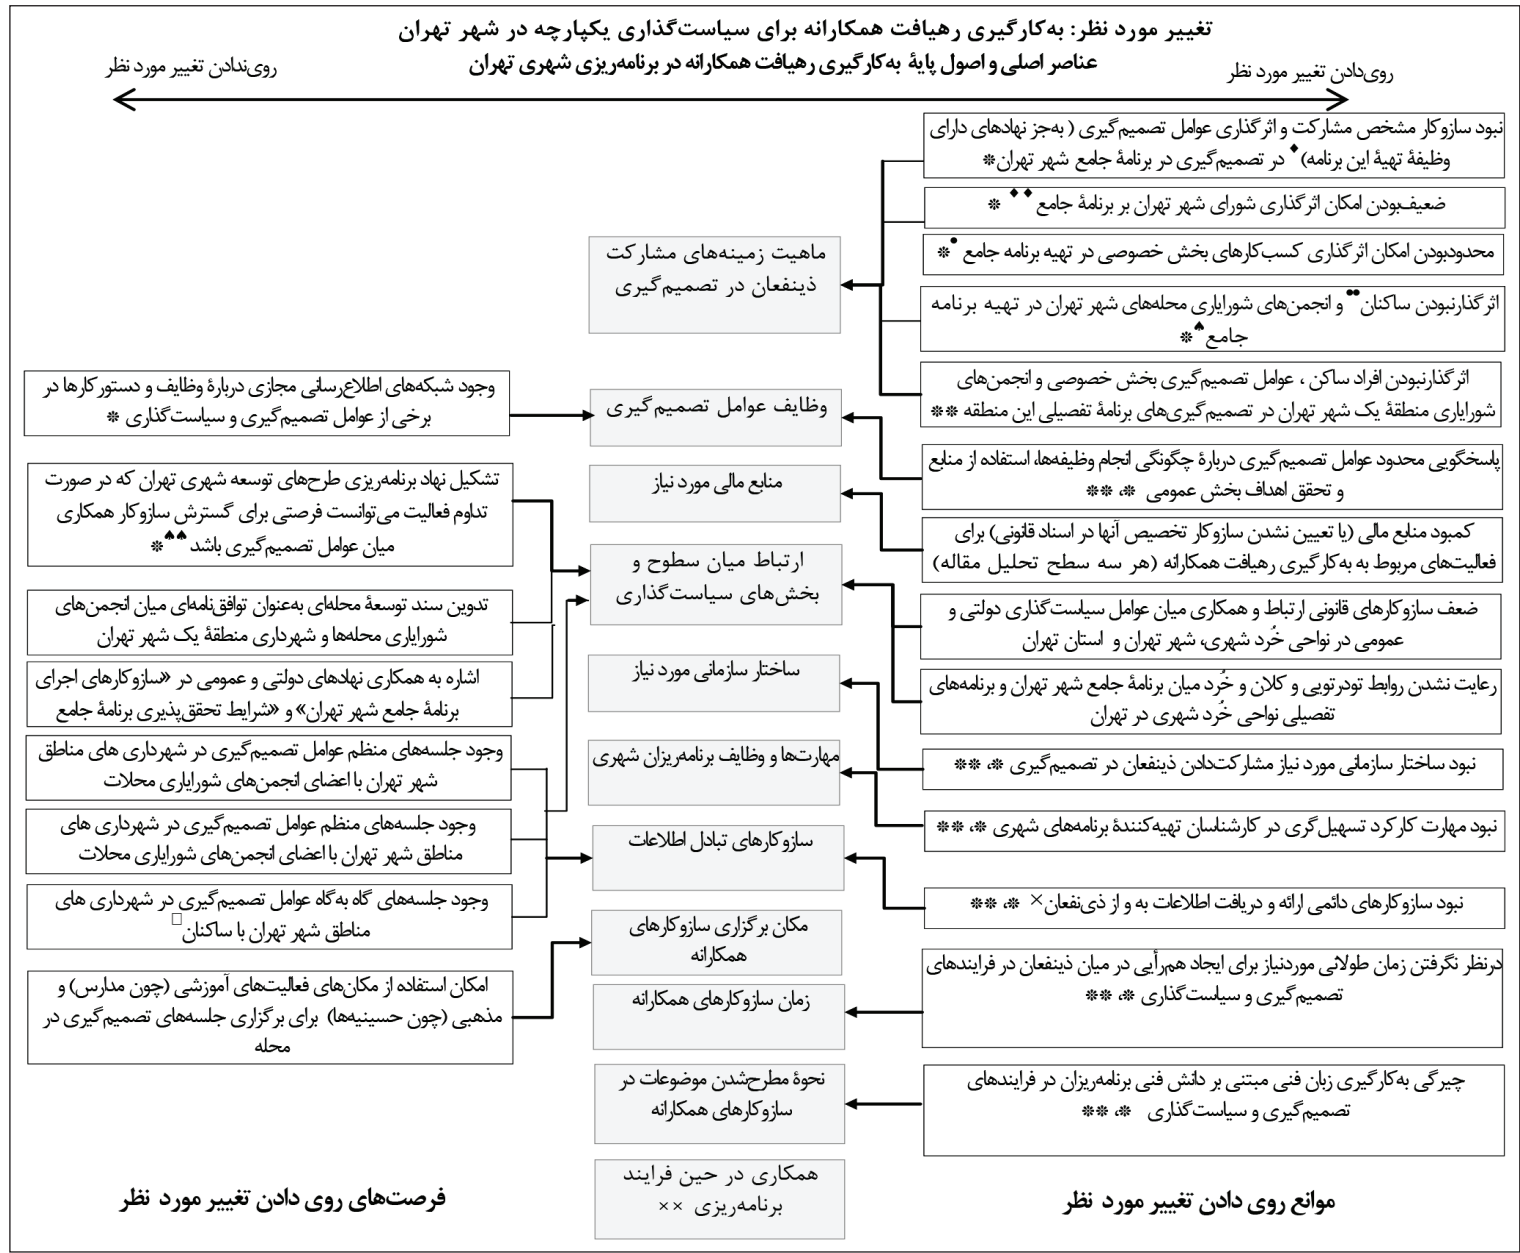 تغییر مورد نظر: به‌کارگیری رهیافت همکارانه برای سیاست‌گذاری یکپارچه در شهر تهران
عناصر اصلی و اصول پایهٔ به‌کارگیری رهیافت همکارانه در برنامه‌ریزی شهری تهران
روی‌دادن تغییر مورد نظر
روی‌ندادن تغییر مورد نظر
نبود سازوکار مشخص مشارکت و اثرگذاری عوامل تصمیم‌گیری ( به‌جز نهادهای دارای
وظیفهٔ تهیهٔ این برنامه)♦ در تصمیم‌گیری در برنامهٔ جامع شهر تهران※
ضعیف‌بودن امکان اثرگذاری شورای شهر تهران بر برنامهٔ جامع ♦♦ ※
محدودبودن امکان اثرگذاری کسب‌کارهای بخش خصوصی در تهیه برنامه جامع •※
اثرگذارنبودن ساکنان•• و انجمن‌های شورایاری محله‌های شهر تهران در تهیه برنامه
جامع♠※
اثرگذارنبودن افراد ساکن ، عوامل تصمیم‌گیری بخش خصوصی و انجمن‌های
شورایاری منطقهٔ یک شهر تهران در تصمیم‌گیری‌های برنامهٔ تفصیلی این منطقه ※※
پاسخگویی محدود عوامل تصمیم‌گیری دربارهٔ چگونگی انجام وظیفه‌ها، استفاده از منابع
و تحقق اهداف بخش عمومی ※، ※※
کمبود منابع مالی (یا تعیین نشدن سازوکار تخصیص آنها در اسناد قانونی) برای
فعالیت‌های مربوط به به‌کارگیری رهیافت همکارانه (هر سه سطح تحلیل مقاله)
ضعف سازوکارهای قانونی ارتباط و همکاری میان عوامل سیاست‌گذاری دولتی و
عمومی در نواحی خُرد شهری، شهر تهران و استان تهران
رعایت نشدن روابط تودرتویی و کلان و خُرد میان برنامهٔ جامع شهر تهران و برنامه‌های
تفصیلی نواحی خُرد شهری در تهران
نبود ساختار سازمانی مورد نیاز مشارکت‌دادن ذینفعان در تصمیم‌گیری ※، ※※
نبود مهارت کارکرد تسهیل‌گری در کارشناسان تهیه‌کنندهٔ برنامه‌های شهری ※، ※※
نبود سازوکارهای دائمی ارائه و دریافت اطلاعات به و از ذی‌نفعان× ※، ※※
درنظر نگرفتن زمان طولانی موردنیاز برای ایجاد هم‌رأیی در میان ذینفعان در فرایندهای
تصمیم‌گیری و سیاست‌گذاری ※، ※※
چیرگی به‌کارگیری زبان فنی مبتنی بر دانش فنی برنامه‌ریزان در فرایندهای
تصمیم‌گیری و سیاست‌گذاری ※، ※※
موانع روی دادن تغییر مورد نظر
ماهیت زمینه‌های مشارکت
ذینفعان در تصمیم‌گیری
وظایف عوامل تصمیم‌گیری
منابع مالی مورد نیاز
ارتباط میان سطوح و
بخش‌های سیاست‌گذاری
ساختار سازمانی مورد نیاز
مهارت‌ها و وظایف برنامه‌ریزان شهری
سازوکارهای تبادل اطلاعات
مکان برگزاری سازوکارهای
همکارانه
زمان سازوکارهای همکارانه
نحوهٔ مطرح‌شدن موضوعات در
سازوکارهای همکارانه
همکاری در حین فرایند
برنامه‌ریزی ××
وجود شبکه‌های اطلاع‌رسانی مجازی دربارهٔ وظایف و دستورکارها در
برخی از عوامل تصمیم‌گیری و سیاست‌گذاری ※
تشکیل نهاد برنامه‌ریزی طرح‌های توسعه شهری تهران که در صورت
تداوم فعالیت می‌توانست فرصتی برای گسترش سازوکار همکاری
میان عوامل تصمیم‌گیری باشد ♠♠※
تدوین سند توسعهٔ محله‌ای به‌عنوان توافق‌نامه‌ای میان انجمن‌های
شورایاری محله‌ها و شهرداری منطقهٔ یک شهر تهران
اشاره به همکاری نهادهای دولتی و عمومی در «سازوکارهای اجرای
برنامهٔ جامع شهر تهران» و «شرایط تحقق‌پذیری برنامهٔ جامع
وجود جلسه‌های منظم عوامل تصمیم‌گیری در شهرداری های مناطق
شهر تهران با اعضای انجمن‌های شورایاری محلات
وجود جلسه‌های منظم عوامل تصمیم‌گیری در شهرداری های
مناطق شهر تهران با اعضای انجمن‌های شورایاری محلات
وجود جلسه‌های گاه به‌گاه عوامل تصمیم‌گیری در شهرداری های
مناطق شهر تهران با ساکنان□
امکان استفاده از مکان‌های فعالیت‌های آموزشی (چون مدارس) و
مذهبی (چون حسینیه‌ها) برای برگزاری جلسه‌های تصمیم‌گیری در
محله
فرصت‌های روی دادن تغییر مورد نظر